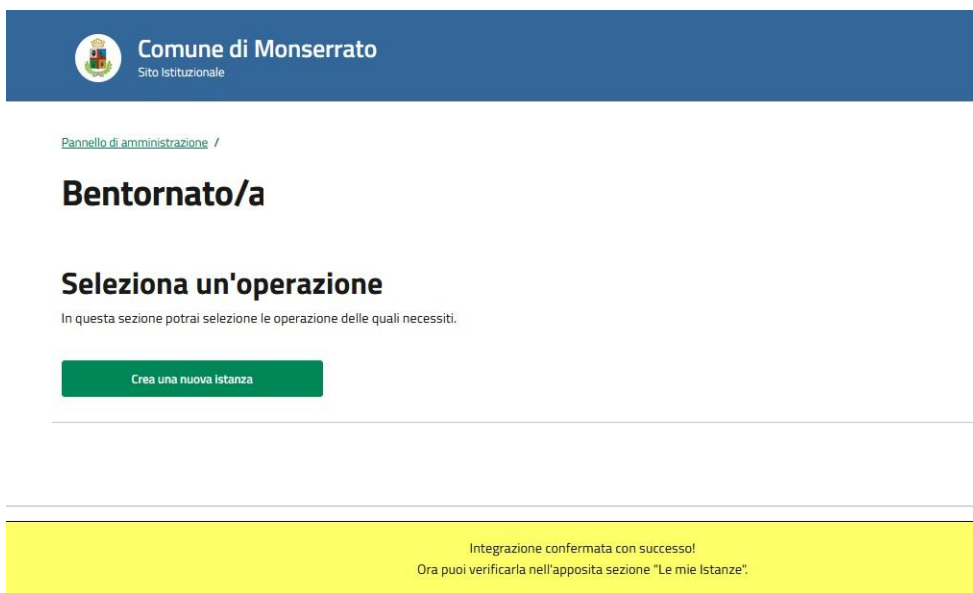 Comune di Monserrato
Sito Istituzionale
Pannello di amministrazione /
Bentornato/a
Seleziona un'operazione
In questa sezione potrai selezione le operazione delle quali necessiti.
Crea una nuova istanza
Integrazione confermata con successo!
Ora puoi verificarla nell'apposita sezione "Le mie Istanze".